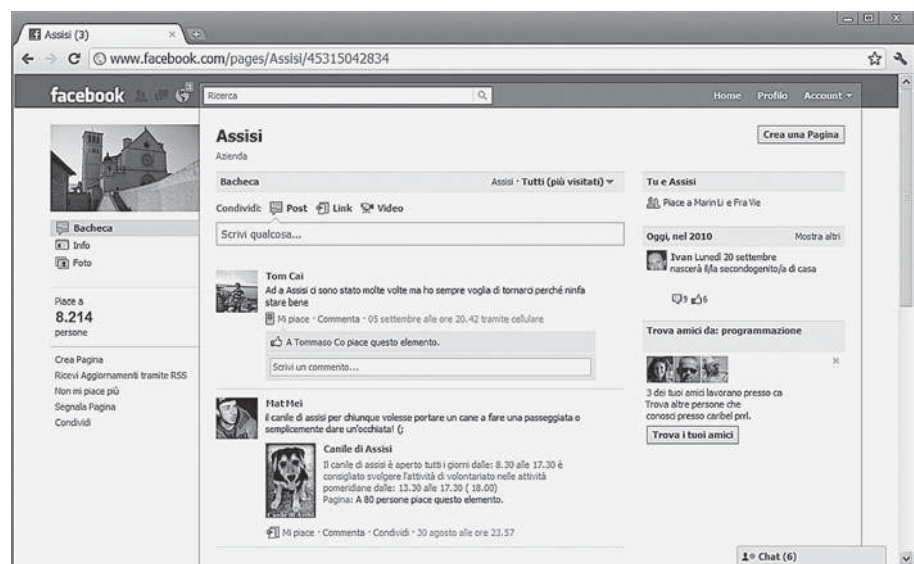 Assisi (3)
www.facebook.com/pages/Assisi/45315042834
facebook
Ricerca
Home Profilo Account
Assisi
Azienda
Crea una Pagina
Bacheca
Assisi · Tutti (più visitati)
Condividi: Post Link Video
Scrivi qualcosa...
Bacheca
Info
Foto
Piace a
8.214
persone
Crea Pagina
Ricevi Aggiornamenti tramite RSS
Non mi piace più
Segnala Pagina
Condividi
Tom Cai
Ad a Assisi ci sono stato molte volte ma ho sempre voglia di tornarci perché ninfa
stare bene
Mi piace · Commenta · 05 settembre alle ore 20.42 tramite cellulare
A Tommaso Co piace questo elemento.
Scrivi un commento...
Mat Mei
il canile di assisi per chiunque volesse portare un cane a fare una passeggiata o
semplicemente dare un'occhiata! (;
Canile di Assisi
Il canile di assisi è aperto tutti i giorni dalle: 8.30 alle 17.30 è
consigliato svolgere l'attività di volontariato nelle attività
pomeridiane dalle: 13.30 alle 17.30 ( 18.00)
Pagina: A 80 persone piace questo elemento.
Mi piace · Commenta · Condividi · 30 agosto alle ore 23.57
Tu e Assisi
Piace a Marin Li e Fra Vie
Oggi, nel 2010 Mostra altri
Ivan Lunedì 20 settembre
nascerà il/la secondogenito/a di casa
9 6
Trova amici da: programmazione
3 dei tuoi amici lavorano presso ca
Trova altre persone che
conosci presso caribel prrl.
Trova i tuoi amici
Chat (6)